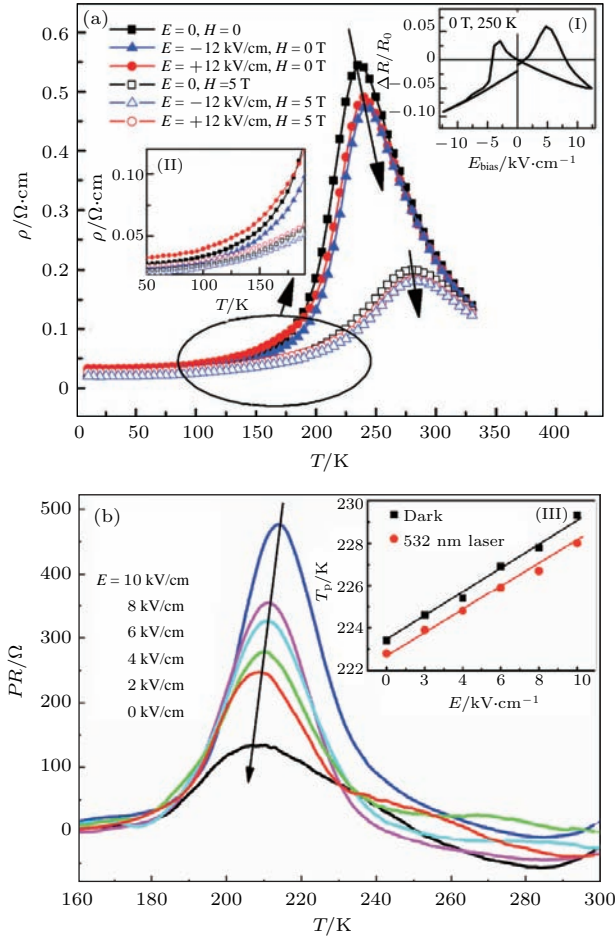 (a)
E = 0, H = 0
E = −12 kV/cm, H = 0 T
E = +12 kV/cm, H = 0 T
E = 0, H = 5 T
E = −12 kV/cm, H = 5 T
E = +12 kV/cm, H = 5 T
0 T, 250 K
(I)
ΔR/R0
0.05
0
−0.05
−0.10
−10 −5 0 5 10
Ebias/kV·cm−1
(II)
ρ/Ω·cm
0.10
0.05
50 100 150
T/K
ρ/Ω·cm
0.6
0.5
0.4
0.3
0.2
0.1
0
0 50 100 150 200 250 300 350 400
T/K
(b)
E = 10 kV/cm
8 kV/cm
6 kV/cm
4 kV/cm
2 kV/cm
0 kV/cm
PR/Ω
500
400
300
200
100
0
160 180 200 220 240 260 280 300
T/K
(III)
Dark
532 nm laser
Tp/K
230
228
226
224
222
0 2 4 6 8 10
E/kV·cm−1